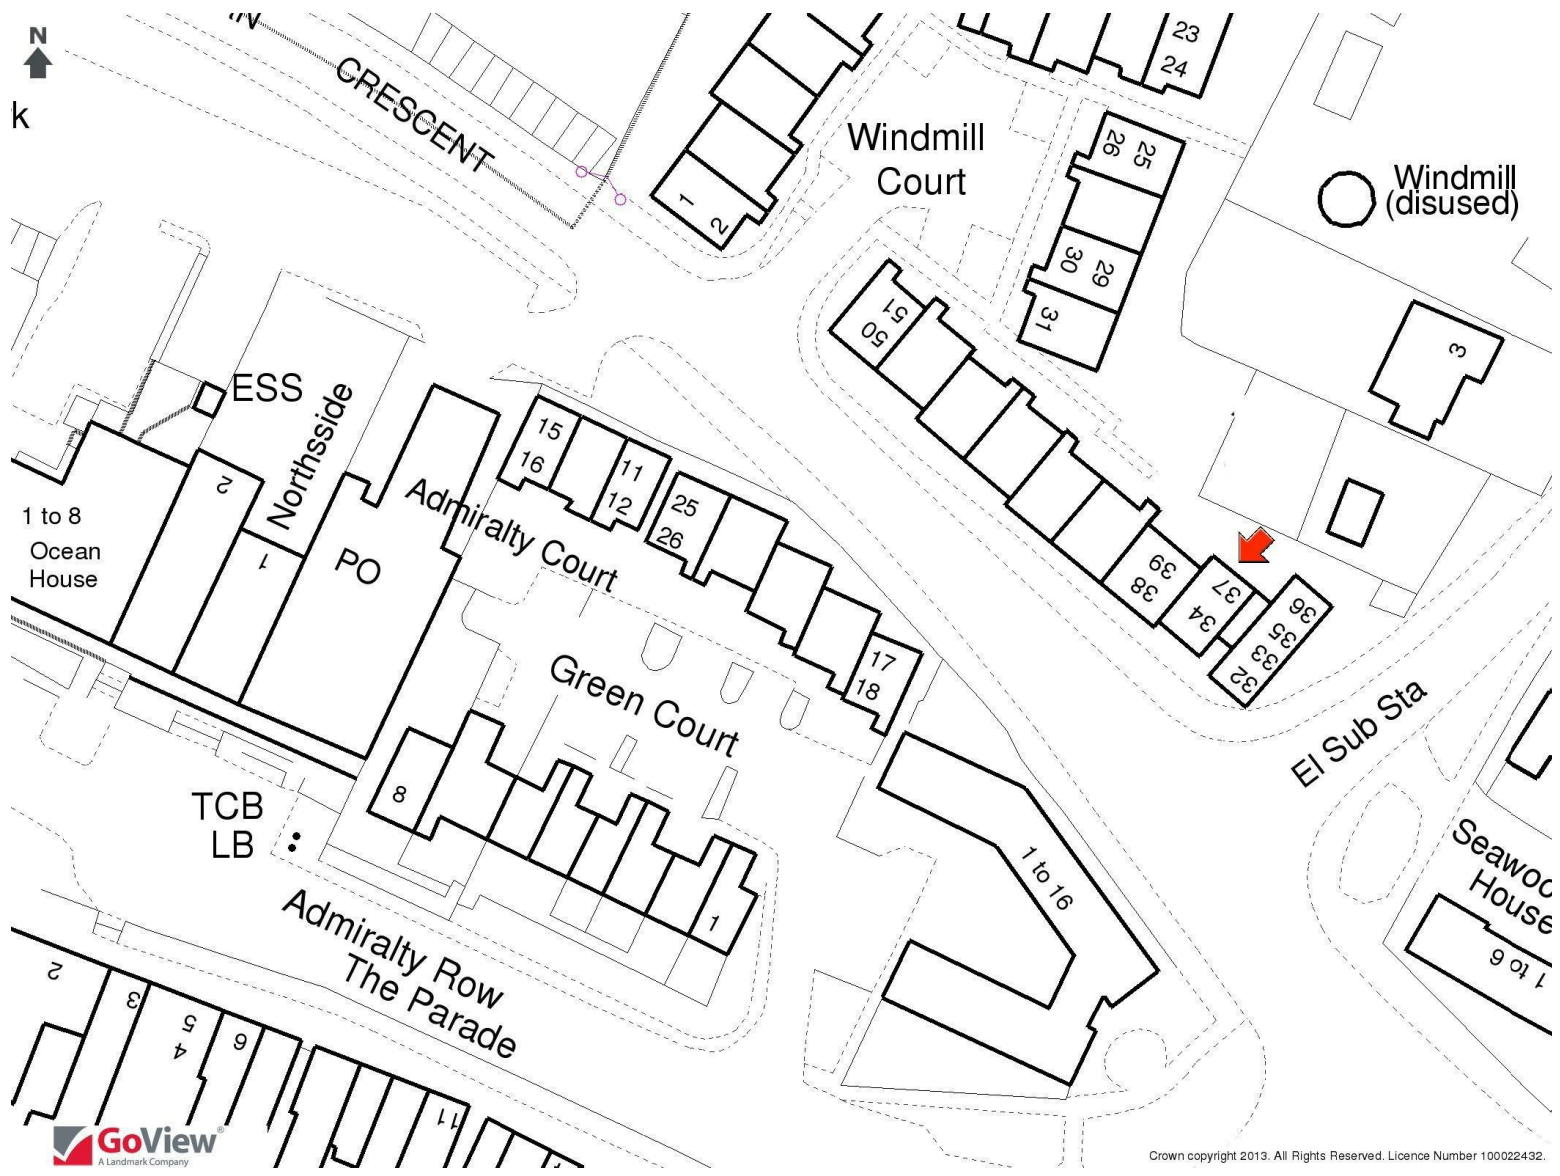 N
k
CRESCENT
1
2
Windmill
Court
23
24
25
26
29
30
31
Windmill
(disused)
3
51
50
ESS
Northsside
2
1
1 to 8
Ocean
House
PO
15
16
11
12
25
26
Admiralty Court
17
18
Green Court
39
38
37
34
36
35
33
32
El Sub Sta
8
1
TCB
LB
1 to 16
Admiralty Row
The Parade
Seawoo
House
1 to 6
2
3
5
4
6
11
GoView®
A Landmark Company
Crown copyright 2013. All Rights Reserved. Licence Number 100022432.